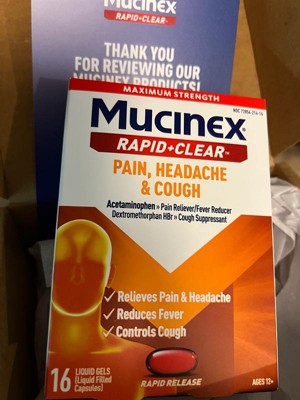 MUCINEX
RAPID+CLEAR™
THANK YOU
FOR REVIEWING OUR
MUCINEX PRODUCTS!
MAXIMUM STRENGTH
MUCINEX®
RAPID+CLEAR™
PAIN, HEADACHE
& COUGH
Acetaminophen » Pain Reliever/Fever Reducer
Dextromethorphan HBr » Cough Suppressant
✓ Relieves Pain & Headache
✓ Reduces Fever
✓ Controls Cough
16 LIQUID GELS
(Liquid Filled
Capsules)
RAPID RELEASE
AGES 12+